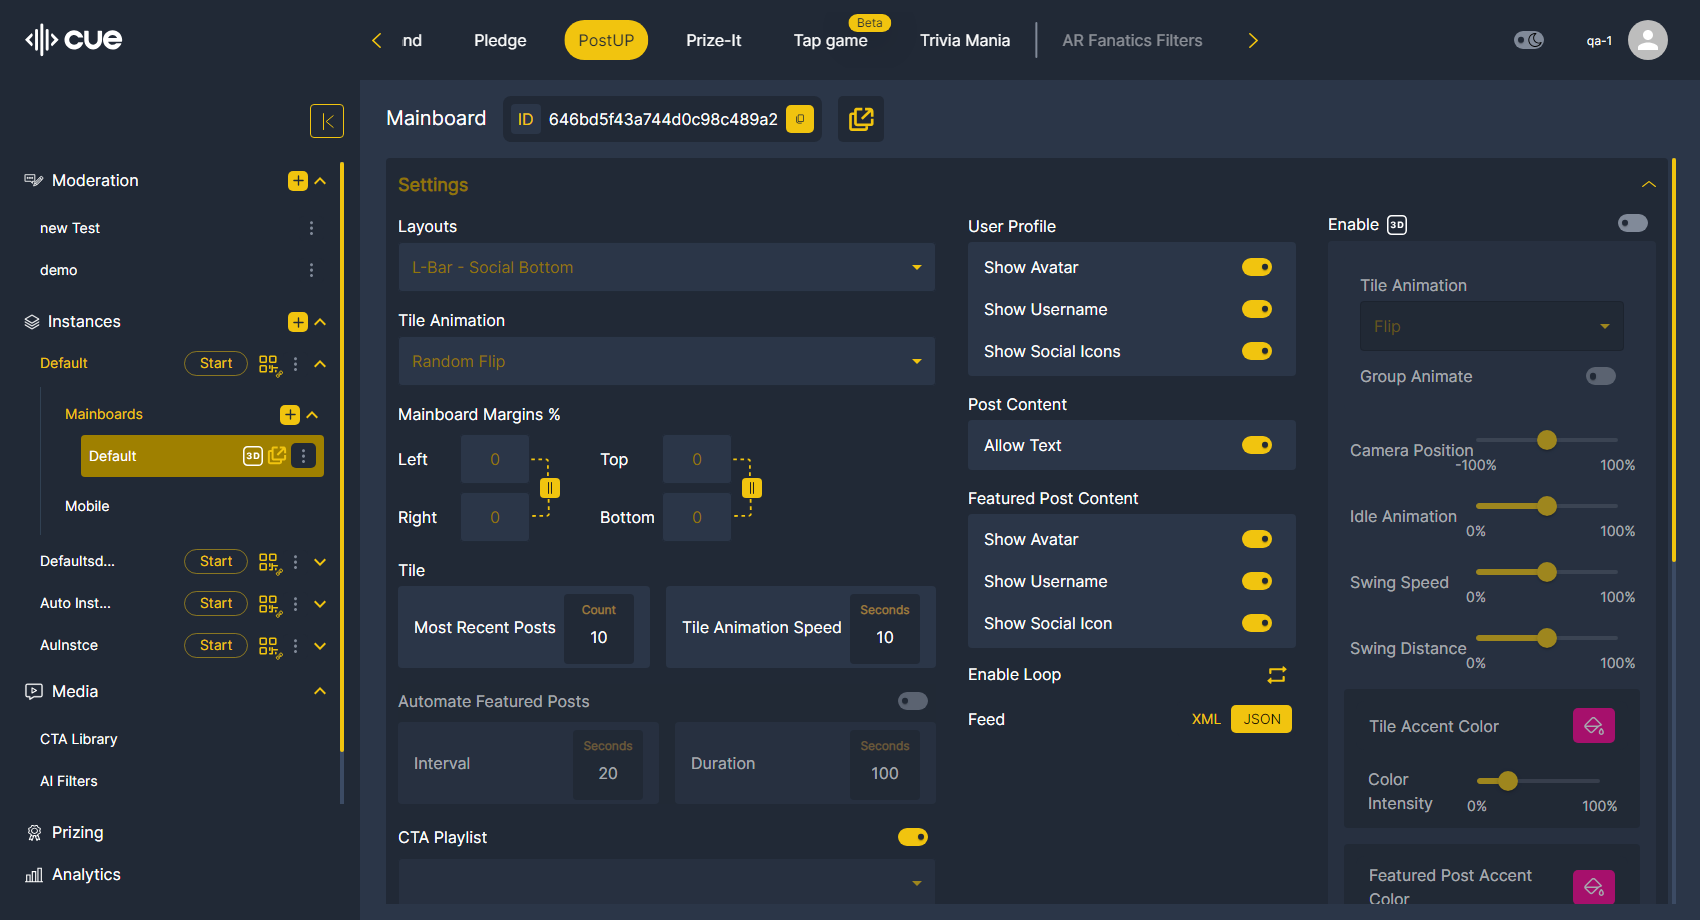 cue
nd
Pledge
PostUP
Prize-It
Tap game
Beta
Trivia Mania
AR Fanatics Filters
qa-1
Mainboard
ID
646bd5f43a744d0c98c489a2
Moderation
new Test
demo
Instances
Default
Start
Mainboards
Default
3D
Mobile
Defaultsd...
Start
Auto Inst...
Start
AuInstce
Start
Media
CTA Library
AI Filters
Prizing
Analytics
Settings
Layouts
L-Bar - Social Bottom
Tile Animation
Random Flip
Mainboard Margins %
Left
0
Top
0
Right
0
Bottom
0
Tile
Most Recent Posts
Count
10
Tile Animation Speed
Seconds
10
Automate Featured Posts
Interval
Seconds
20
Duration
Seconds
100
CTA Playlist
User Profile
Show Avatar
Show Username
Show Social Icons
Post Content
Allow Text
Featured Post Content
Show Avatar
Show Username
Show Social Icon
Enable Loop
Feed
XML
JSON
Enable
3D
Tile Animation
Flip
Group Animate
Camera Position
-100%
100%
Idle Animation
0%
100%
Swing Speed
0%
100%
Swing Distance
0%
100%
Tile Accent Color
Color
Intensity
0%
100%
Featured Post Accent
Color